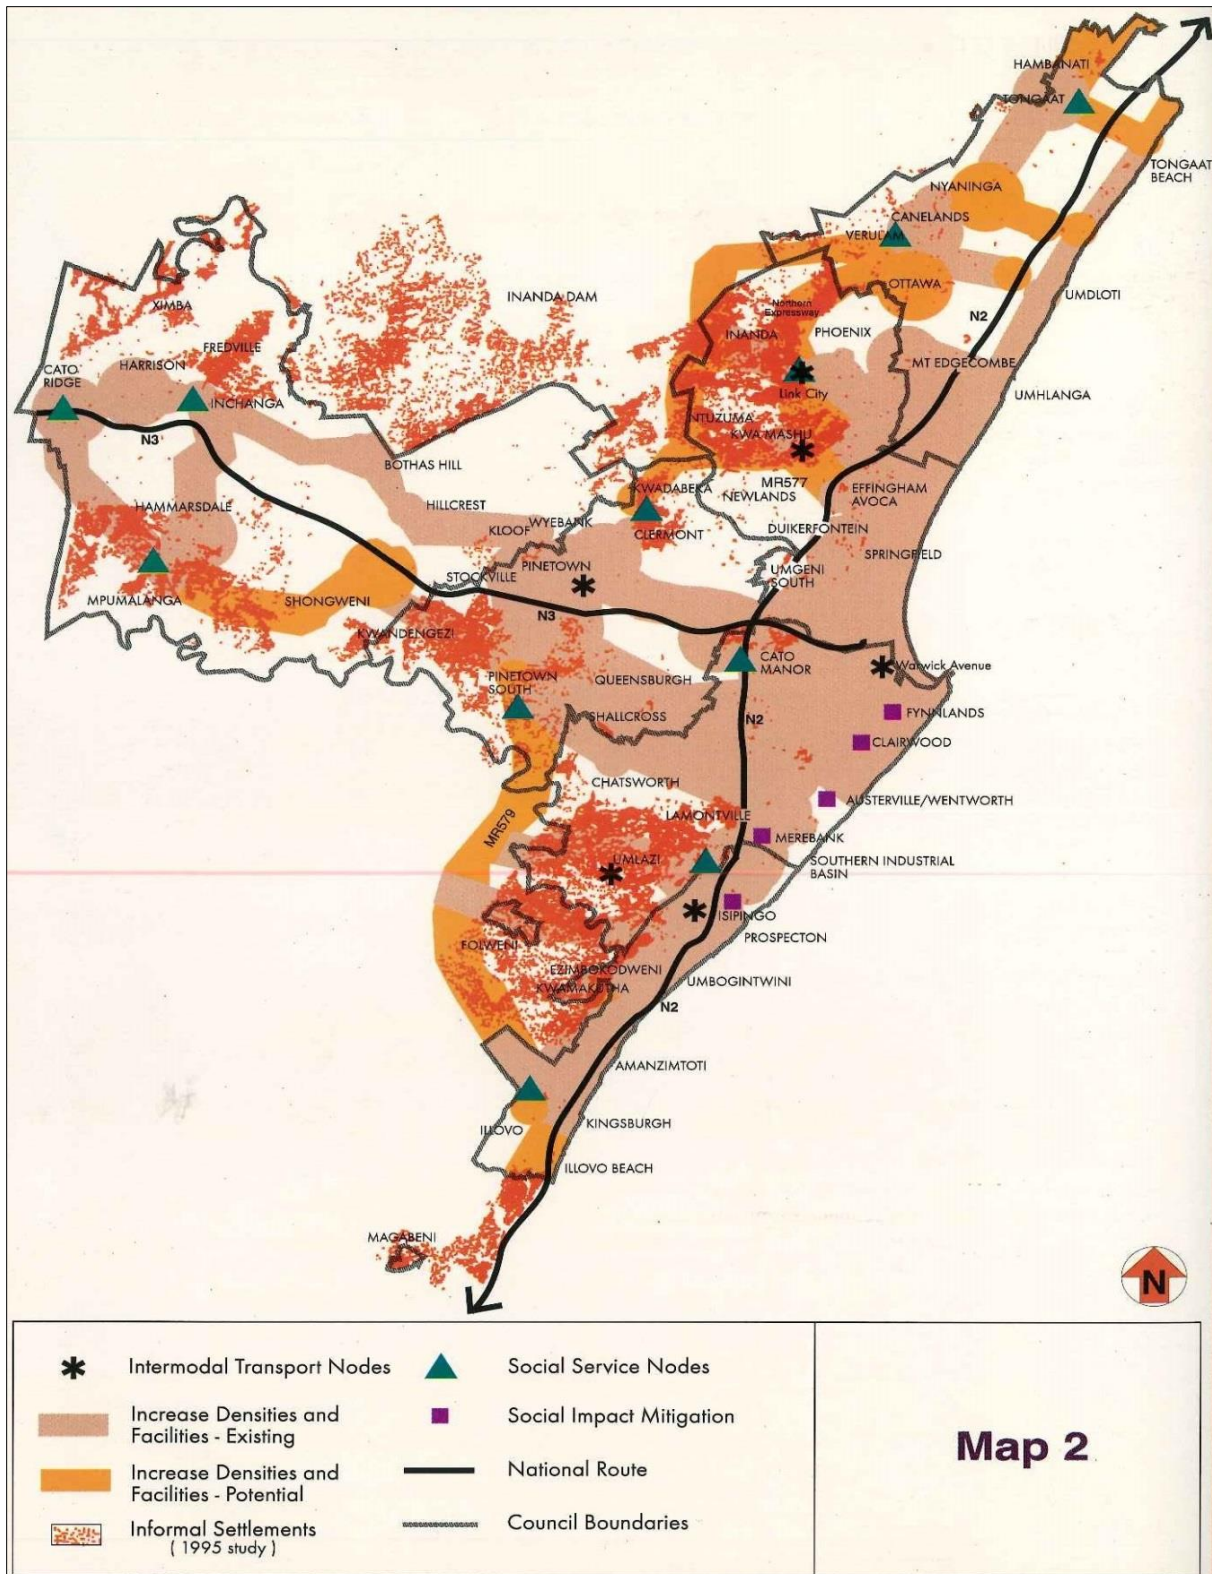 HAMBANATI
TONGAAT
TONGAAT
BEACH
NYANINGA
CANELANDS
VERULAM
OTTAWA
UMDLOTI
N2
INANDA DAM
XIMBA
FREDVILLE
HARRISON
CATO
RIDGE
INCHANGA
N3
Northern
Expressway
INANDA
PHOENIX
MT EDGECOMBE
UMHLANGA
Link City
NTUZUMA
KWA MASHU
BOTHAS HILL
HAMMARSDALE
HILLCREST
KLOOF
WYEBANK
KWADABEKA
CLERMONT
MR577
NEWLANDS
EFFINGHAM
AVOCA
DUIKERFONTEIN
SPRINGFIELD
UMGENI
SOUTH
PINETOWN
STOCKVILLE
MPUMALANGA
SHONGWENI
N3
KWANDENGEZI
CATO
MANOR
Warwick Avenue
PINETOWN
SOUTH
QUEENSBURGH
SHALLCROSS
N2
FYNNLANDS
CLAIRWOOD
CHATSWORTH
AUSTERVILLE/WENTWORTH
LAMONTVILLE
MR579
MEREBANK
UMLAZI
SOUTHERN INDUSTRIAL
BASIN
ISIPINGO
PROSPECTON
FOLWENI
EZIMBOKODWENI
KWAMAKUTHA
UMBOGINTWINI
N2
AMANZIMTOTI
ILLOVO
KINGSBURGH
ILLOVO BEACH
MAGABENI
N
Intermodal Transport Nodes
Increase Densities and
Facilities - Existing
Increase Densities and
Facilities - Potential
Informal Settlements
( 1995 study )
Social Service Nodes
Social Impact Mitigation
National Route
Council Boundaries
Map 2